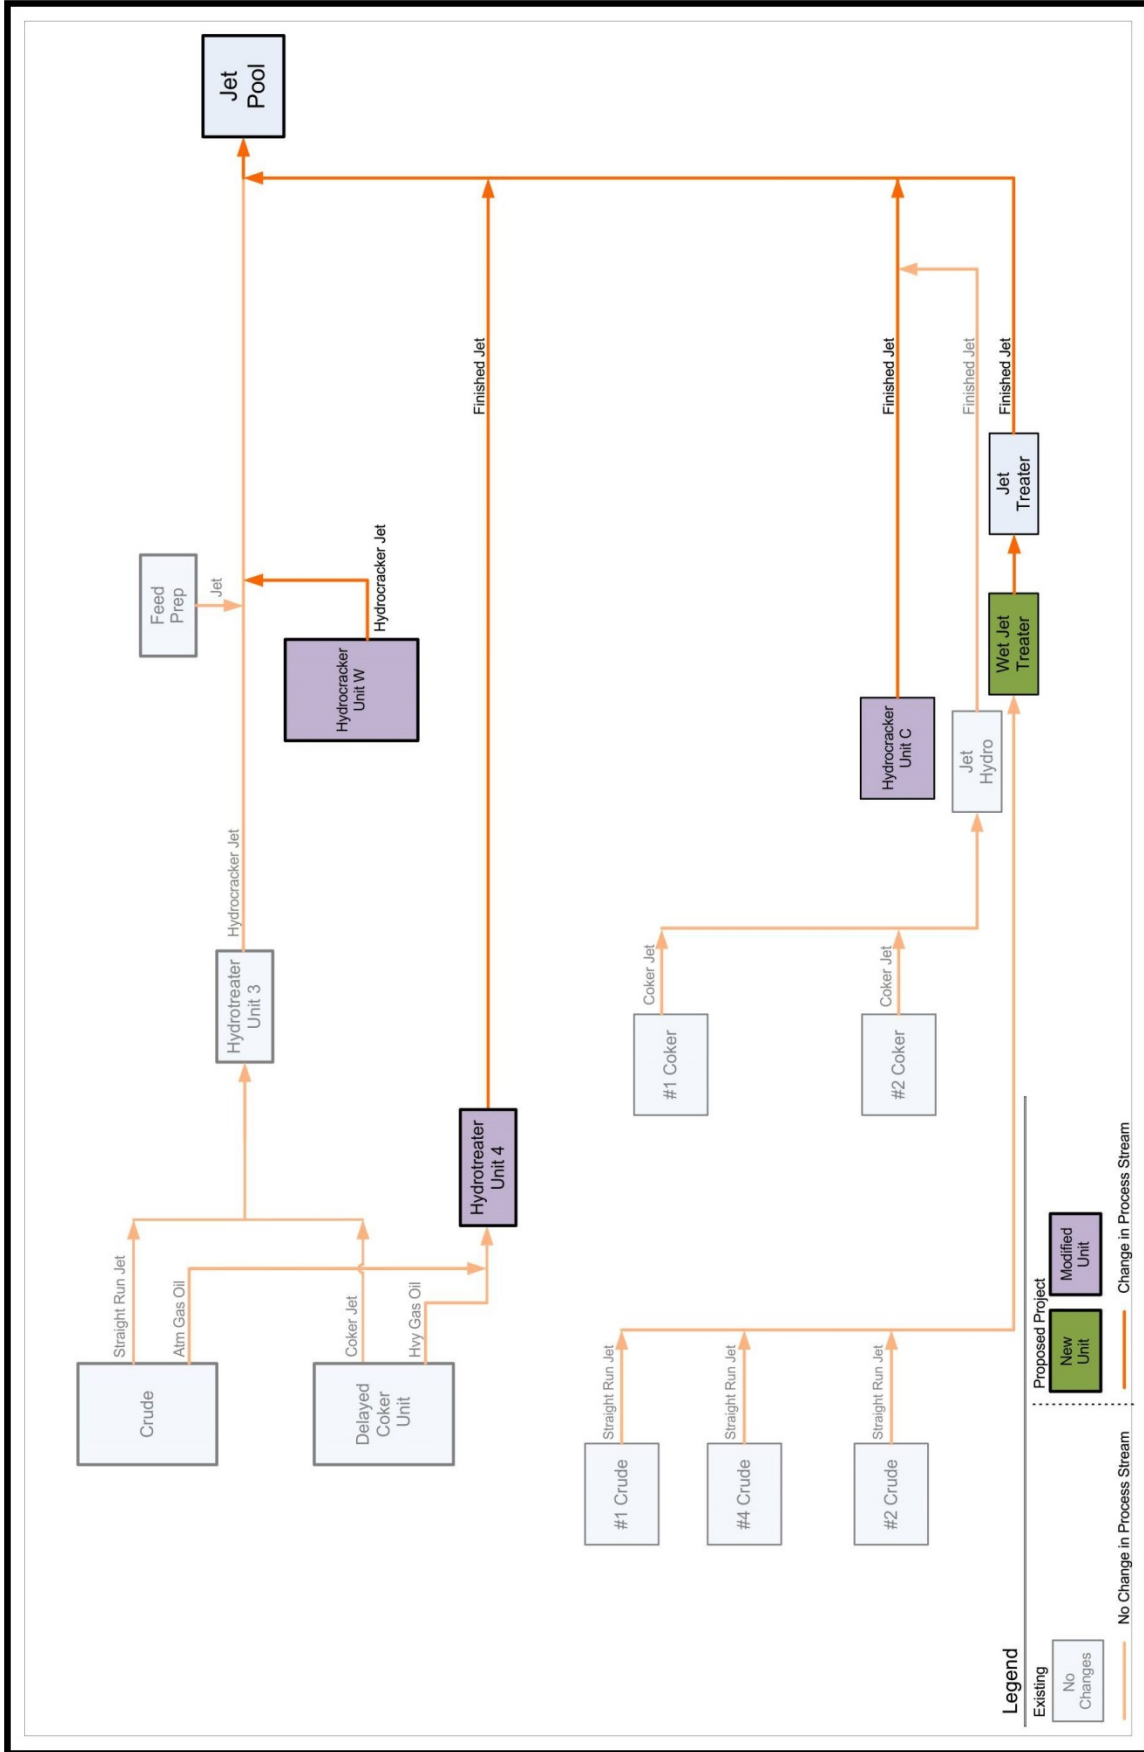 Crude
Straight Run Jet
Atm Gas Oil
Delayed
Coker
Unit
Coker Jet
Hvy Gas Oil
Hydrotreater
Unit 3
Hydrocracker Jet
Feed
Prep
Jet
Jet
Pool
Hydrocracker
Unit W
Hydrocracker Jet
Hydrotreater
Unit 4
Finished Jet
#1 Crude
Straight Run Jet
#4 Crude
Straight Run Jet
#2 Crude
Straight Run Jet
#1 Coker
Coker Jet
#2 Coker
Coker Jet
Hydrocracker
Unit C
Finished Jet
Jet
Hydro
Finished Jet
Wet Jet
Treater
Jet
Treater
Finished Jet
Legend
Existing
No
Changes
No Change in Process Stream
Proposed Project
New
Unit
Modified
Unit
Change in Process Stream